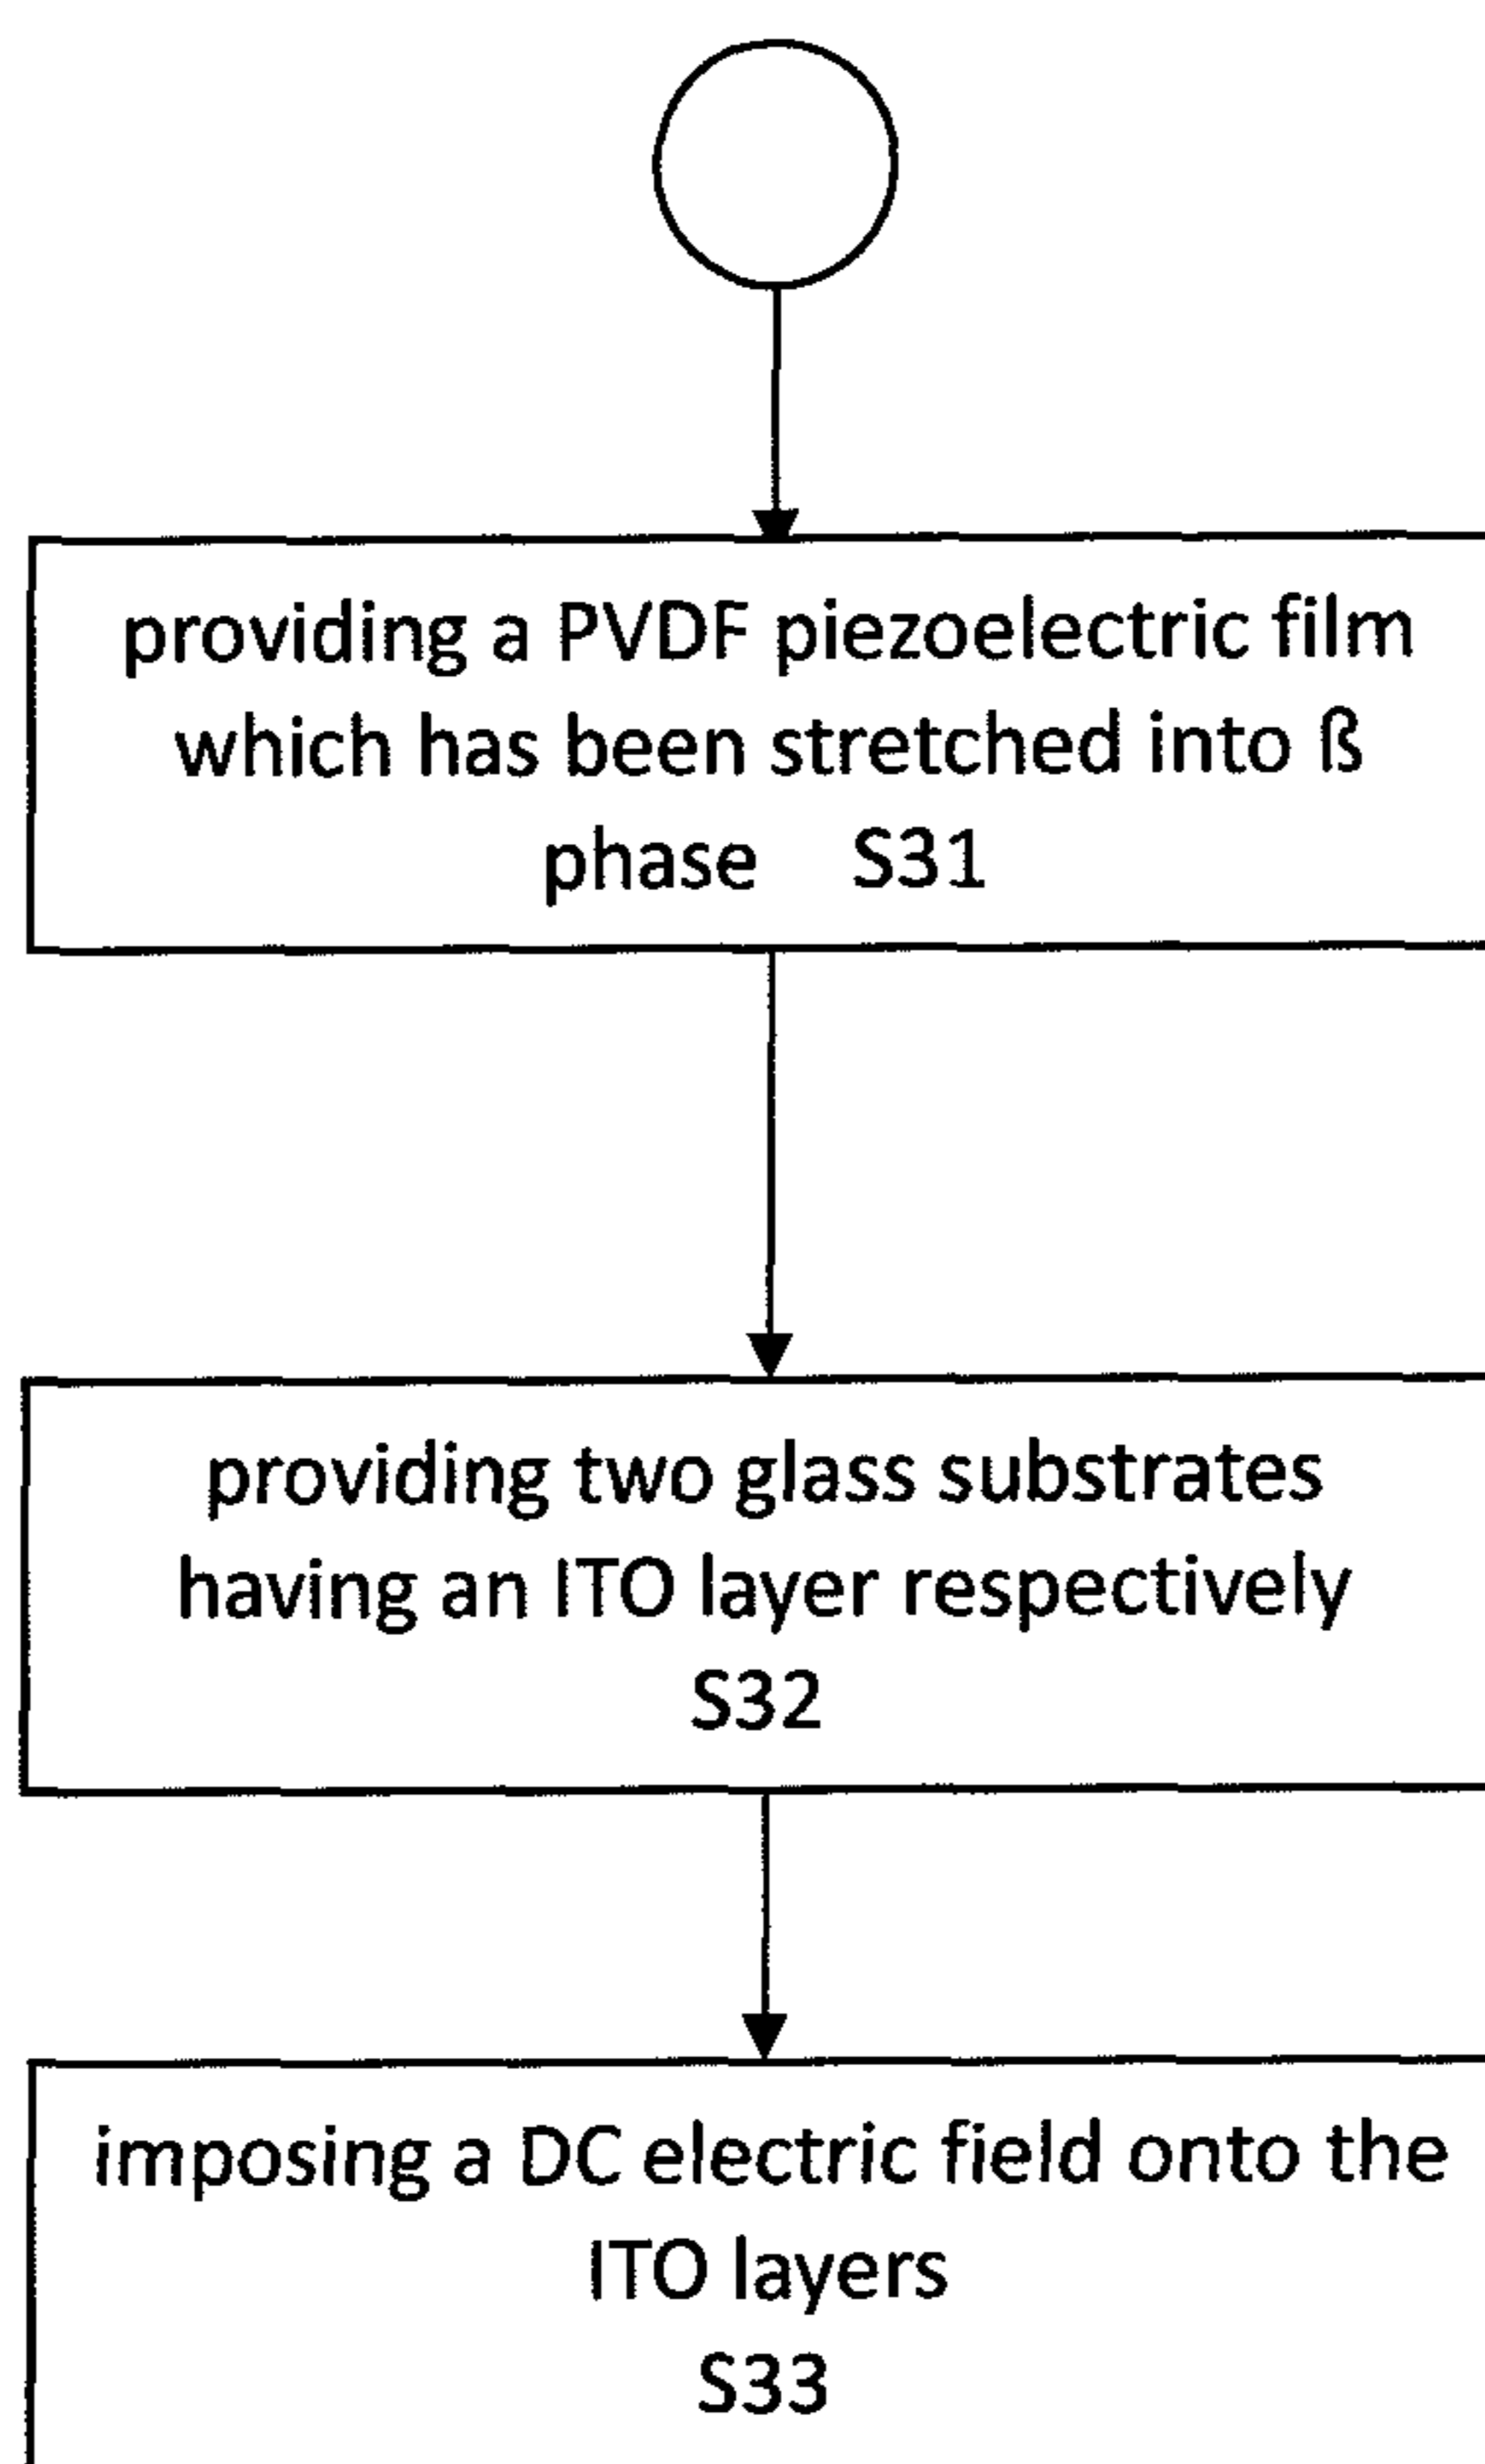 providing a PVDF piezoelectric film
which has been stretched into ß
phase S31
providing two glass substrates
having an ITO layer respectively
S32
imposing a DC electric field onto the
ITO layers
S33